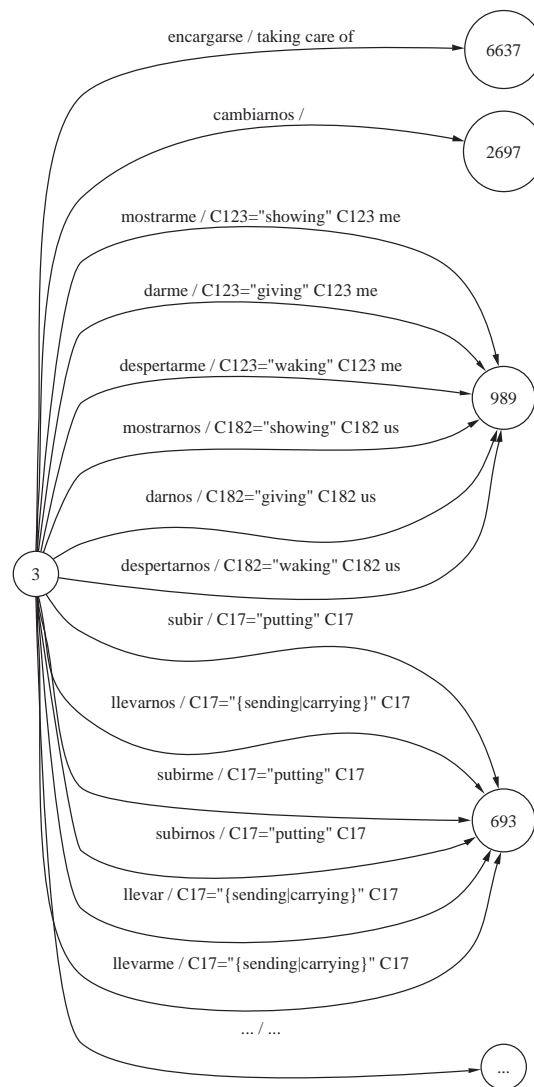 encargarse / taking care of
6637
cambiarnos /
2697
mostrarme / C123="showing" C123 me
darme / C123="giving" C123 me
despertarme / C123="waking" C123 me
989
mostrarnos / C182="showing" C182 us
darnos / C182="giving" C182 us
despertarnos / C182="waking" C182 us
3
subir / C17="putting" C17
llevarnos / C17="{sending|carrying}" C17
subirme / C17="putting" C17
693
subirnos / C17="putting" C17
llevar / C17="{sending|carrying}" C17
llevarme / C17="{sending|carrying}" C17
... / ...
...